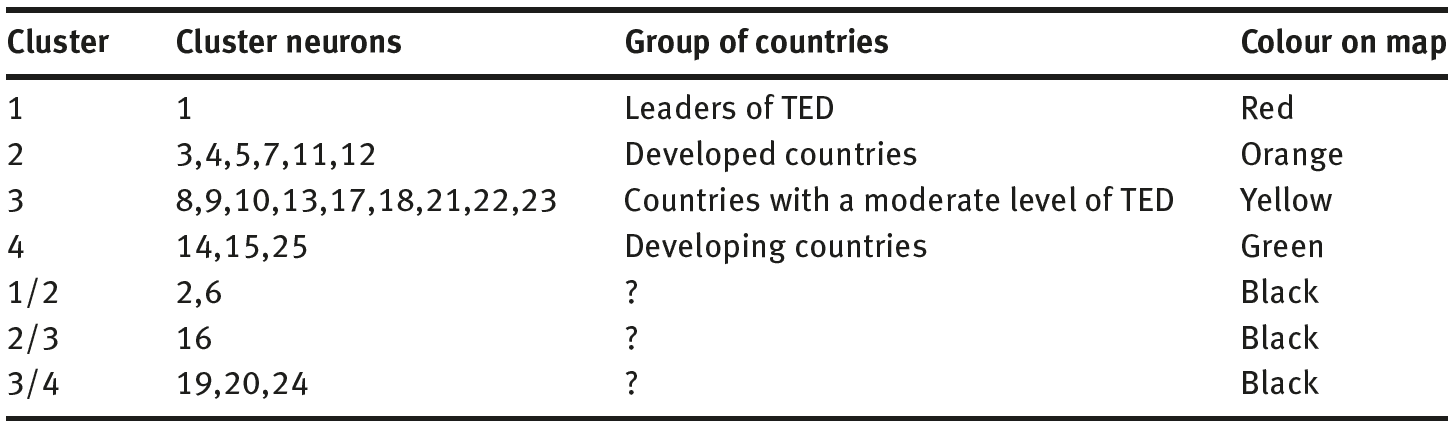 Cluster Cluster neurons Group of countries Colour on map
1 1 Leaders of TED Red
2 3,4,5,7,11,12 Developed countries Orange
3 8,9,10,13,17,18,21,22,23 Countries with a moderate level of TED Yellow
4 14,15,25 Developing countries Green
1/2 2,6 ? Black
2/3 16 ? Black
3/4 19,20,24 ? Black